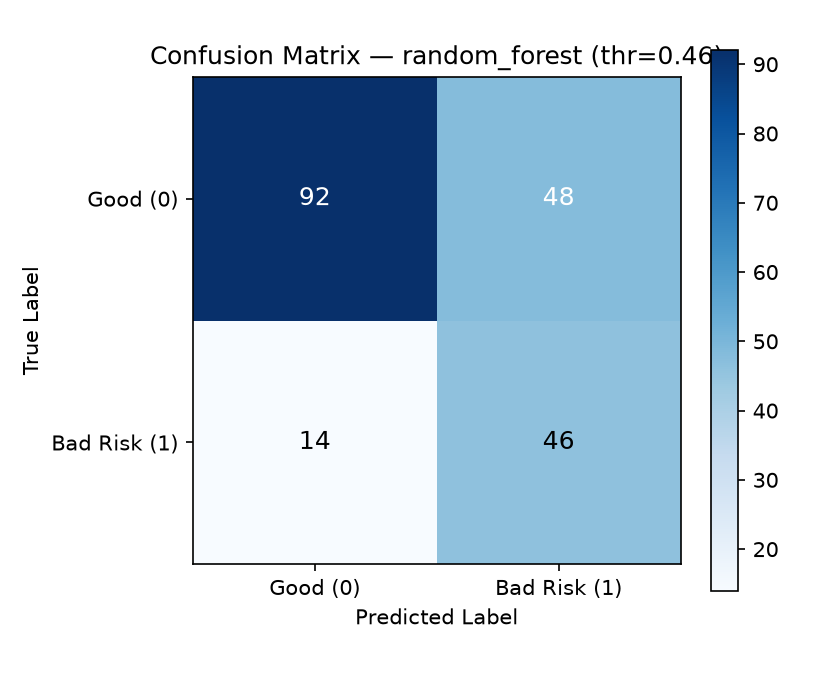 Confusion Matrix — random_forest (thr=0.46)
90
80
70
60
50
40
30
20
True Label
Good (0)
92
48
Bad Risk (1)
14
46
Good (0)
Bad Risk (1)
Predicted Label